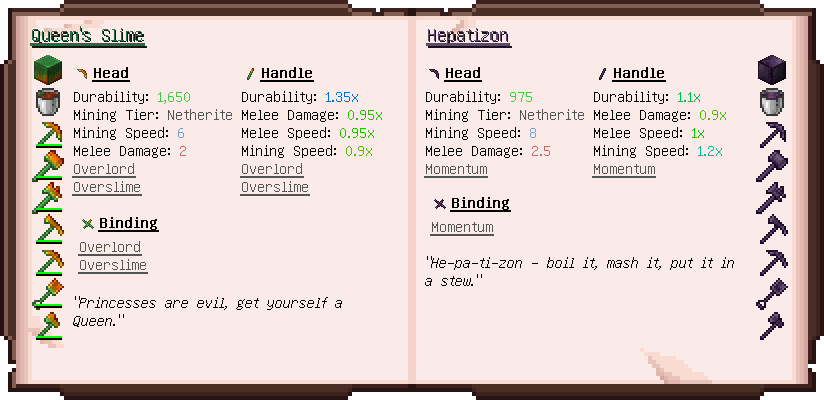 Queen's Slime
Head
Durability: 1,650
Mining Tier: Netherite
Mining Speed: 6
Melee Damage: 2
Overlord
Overslime
Handle
Durability: 1.35x
Melee Damage: 0.95x
Melee Speed: 0.95x
Mining Speed: 0.9x
Overlord
Overslime
Binding
Overlord
Overslime
"Princesses are evil, get yourself a
Queen."
Hepatizon
Head
Durability: 975
Mining Tier: Netherite
Mining Speed: 8
Melee Damage: 2.5
Momentum
Handle
Durability: 1.1x
Melee Damage: 0.9x
Melee Speed: 1x
Mining Speed: 1.2x
Momentum
Binding
Momentum
"He-pa-ti-zon - boil it, mash it, put it in
a stew."